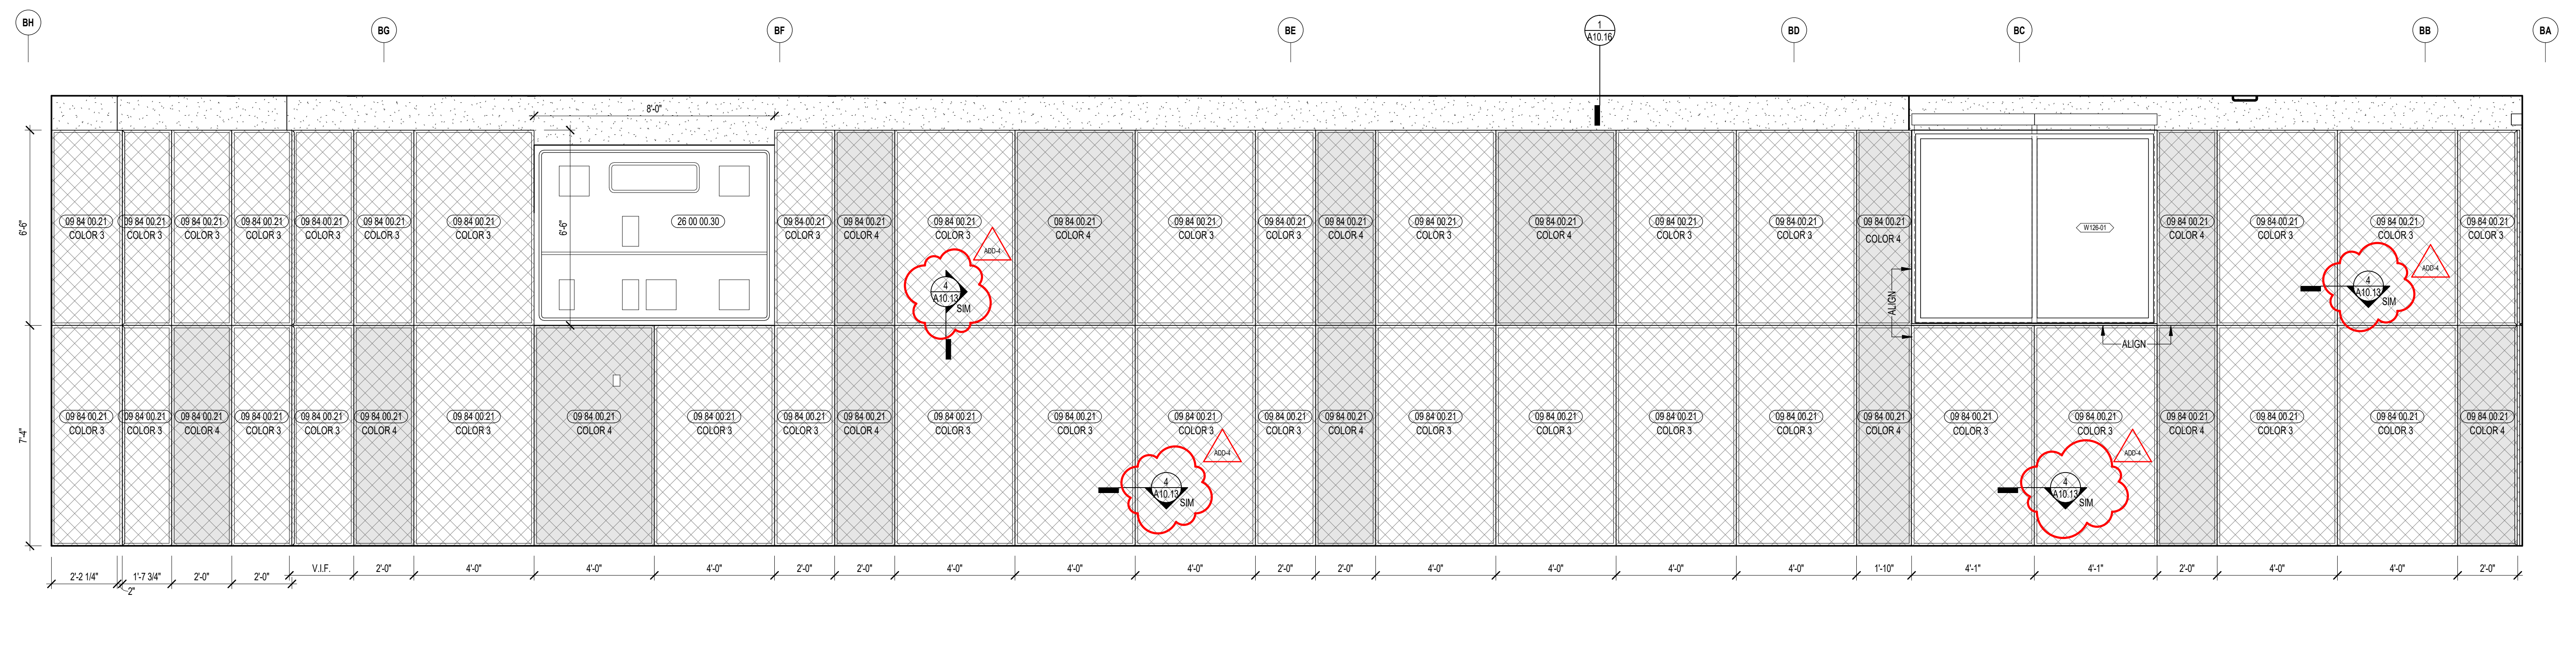 BH
BG
BF
BE
1
A10.16
BD
BC
BB
BA
8'-0"
6'-6"
6'-6"
09 84 00.21
COLOR 3
09 84 00.21
COLOR 3
09 84 00.21
COLOR 3
09 84 00.21
COLOR 3
09 84 00.21
COLOR 3
09 84 00.21
COLOR 3
09 84 00.21
COLOR 3
26 00 00.30
09 84 00.21
COLOR 3
09 84 00.21
COLOR 4
09 84 00.21
COLOR 3
09 84 00.21
COLOR 4
09 84 00.21
COLOR 3
09 84 00.21
COLOR 3
09 84 00.21
COLOR 4
09 84 00.21
COLOR 3
09 84 00.21
COLOR 4
09 84 00.21
COLOR 3
09 84 00.21
COLOR 3
09 84 00.21
COLOR 4
W126-01
09 84 00.21
COLOR 4
09 84 00.21
COLOR 3
09 84 00.21
COLOR 3
09 84 00.21
COLOR 3
ADD-4
4
A10.13
SIM
ADD-4
4
A10.13
SIM
ALIGN
ALIGN
7'-4"
09 84 00.21
COLOR 3
09 84 00.21
COLOR 3
09 84 00.21
COLOR 4
09 84 00.21
COLOR 3
09 84 00.21
COLOR 3
09 84 00.21
COLOR 4
09 84 00.21
COLOR 3
09 84 00.21
COLOR 4
09 84 00.21
COLOR 3
09 84 00.21
COLOR 3
09 84 00.21
COLOR 4
09 84 00.21
COLOR 3
09 84 00.21
COLOR 3
09 84 00.21
COLOR 3
09 84 00.21
COLOR 3
09 84 00.21
COLOR 4
09 84 00.21
COLOR 3
09 84 00.21
COLOR 3
09 84 00.21
COLOR 3
09 84 00.21
COLOR 3
09 84 00.21
COLOR 4
09 84 00.21
COLOR 3
09 84 00.21
COLOR 3
09 84 00.21
COLOR 4
09 84 00.21
COLOR 3
09 84 00.21
COLOR 3
09 84 00.21
COLOR 4
ADD-4
4
A10.13
SIM
ADD-4
4
A10.13
SIM
2'-2 1/4"
2"
1'-7 3/4"
2'-0"
2'-0"
V.I.F.
2'-0"
4'-0"
4'-0"
4'-0"
2'-0"
2'-0"
4'-0"
4'-0"
4'-0"
2'-0"
2'-0"
4'-0"
4'-0"
4'-0"
4'-0"
1'-10"
4'-1"
4'-1"
2'-0"
4'-0"
4'-0"
2'-0"